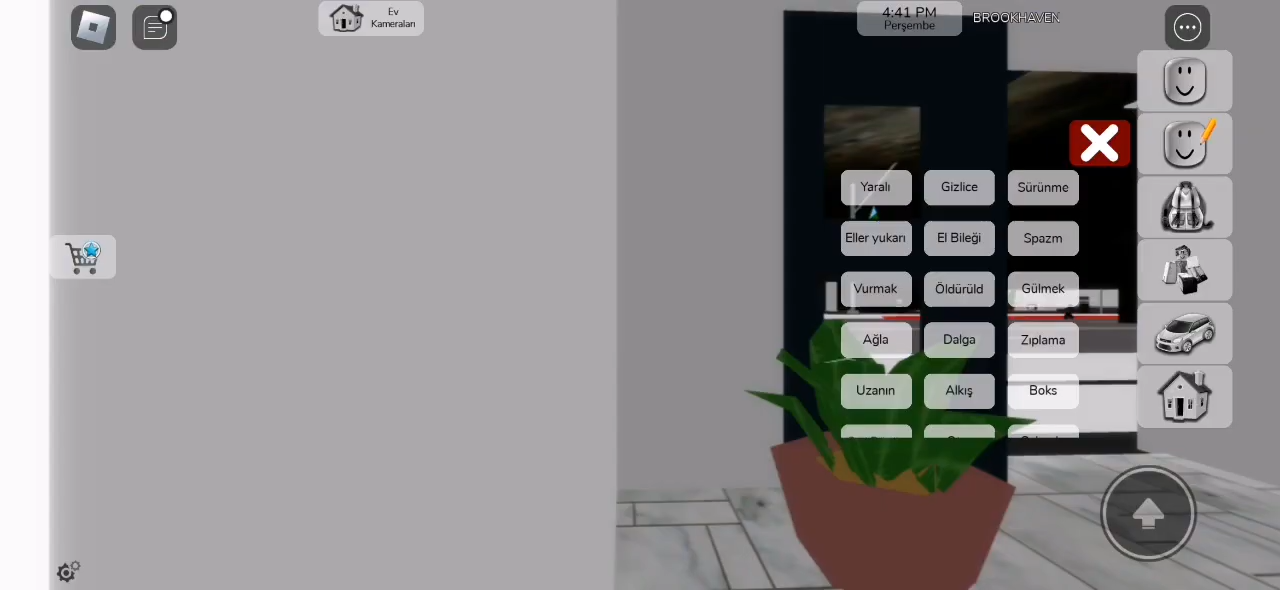 Ev
Kameraları
4:41 PM
Perşembe
BROOKHAVEN
Yaralı
Gizlice
Sürünme
Eller yukarı
El Bileği
Spazm
Vurmak
Öldürüld
Gülmek
Ağla
Dalga
Zıplama
Uzanın
Alkış
Boks